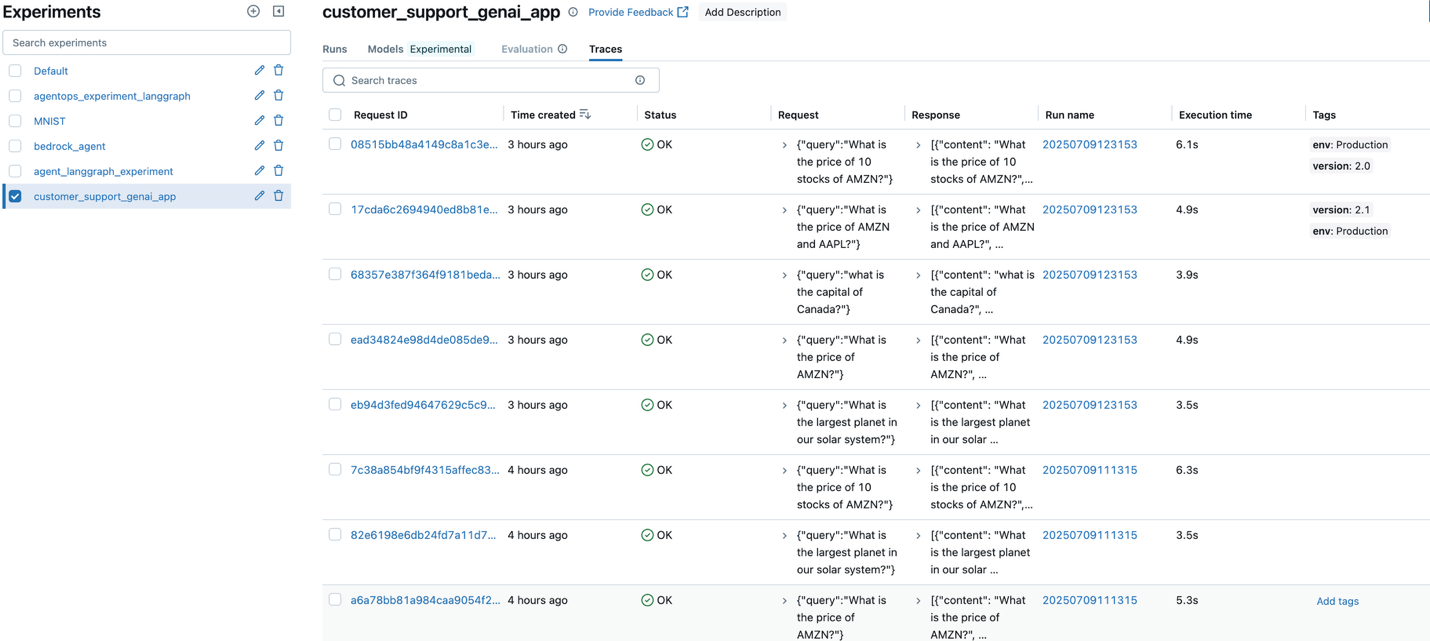 Experiments
Search experiments
Default
agentops_experiment_langgraph
MNIST
bedrock_agent
agent_langgraph_experiment
customer_support_genai_app
customer_support_genai_app Provide Feedback Add Description
Runs Models Experimental Evaluation Traces
Search traces
Request ID Time created Status Request Response Run name Execution time Tags
08515bb48a4149c8a1c3e... 3 hours ago OK {"query":"What is [{"content": "What 20250709123153 6.1s env: Production
the price of 10 is the price of 10 version: 2.0
stocks of AMZN?"} stocks of AMZN?",...
17cda6c2694940ed8b81e... 3 hours ago OK {"query":"What is [{"content": "What 20250709123153 4.9s version: 2.1
the price of AMZN is the price of AMZN env: Production
and AAPL?"} and AAPL?", ...
68357e387f364f9181beda... 3 hours ago OK {"query":"what is [{"content": "what is 20250709123153 3.9s
the capital of the capital of
Canada?"} Canada?", ...
ead34824e98d4de085de9... 3 hours ago OK {"query":"What is [{"content": "What 20250709123153 4.9s
the price of is the price of
AMZN?"} AMZN?", ...
eb94d3fed94647629c5c9... 3 hours ago OK {"query":"What is [{"content": "What 20250709123153 3.5s
the largest planet in is the largest planet
our solar system?"} in our solar ...
7c38a854bf9f4315affec83... 4 hours ago OK {"query":"What is [{"content": "What 20250709111315 6.3s
the price of 10 is the price of 10
stocks of AMZN?"} stocks of AMZN?",...
82e6198e6db24fd7a11d7... 4 hours ago OK {"query":"What is [{"content": "What 20250709111315 3.5s
the largest planet in is the largest planet
our solar system?"} in our solar ...
a6a78bb81a984caa9054f2... 4 hours ago OK {"query":"What is [{"content": "What 20250709111315 5.3s Add tags
the price of is the price of
AMZN?"} AMZN?", ...